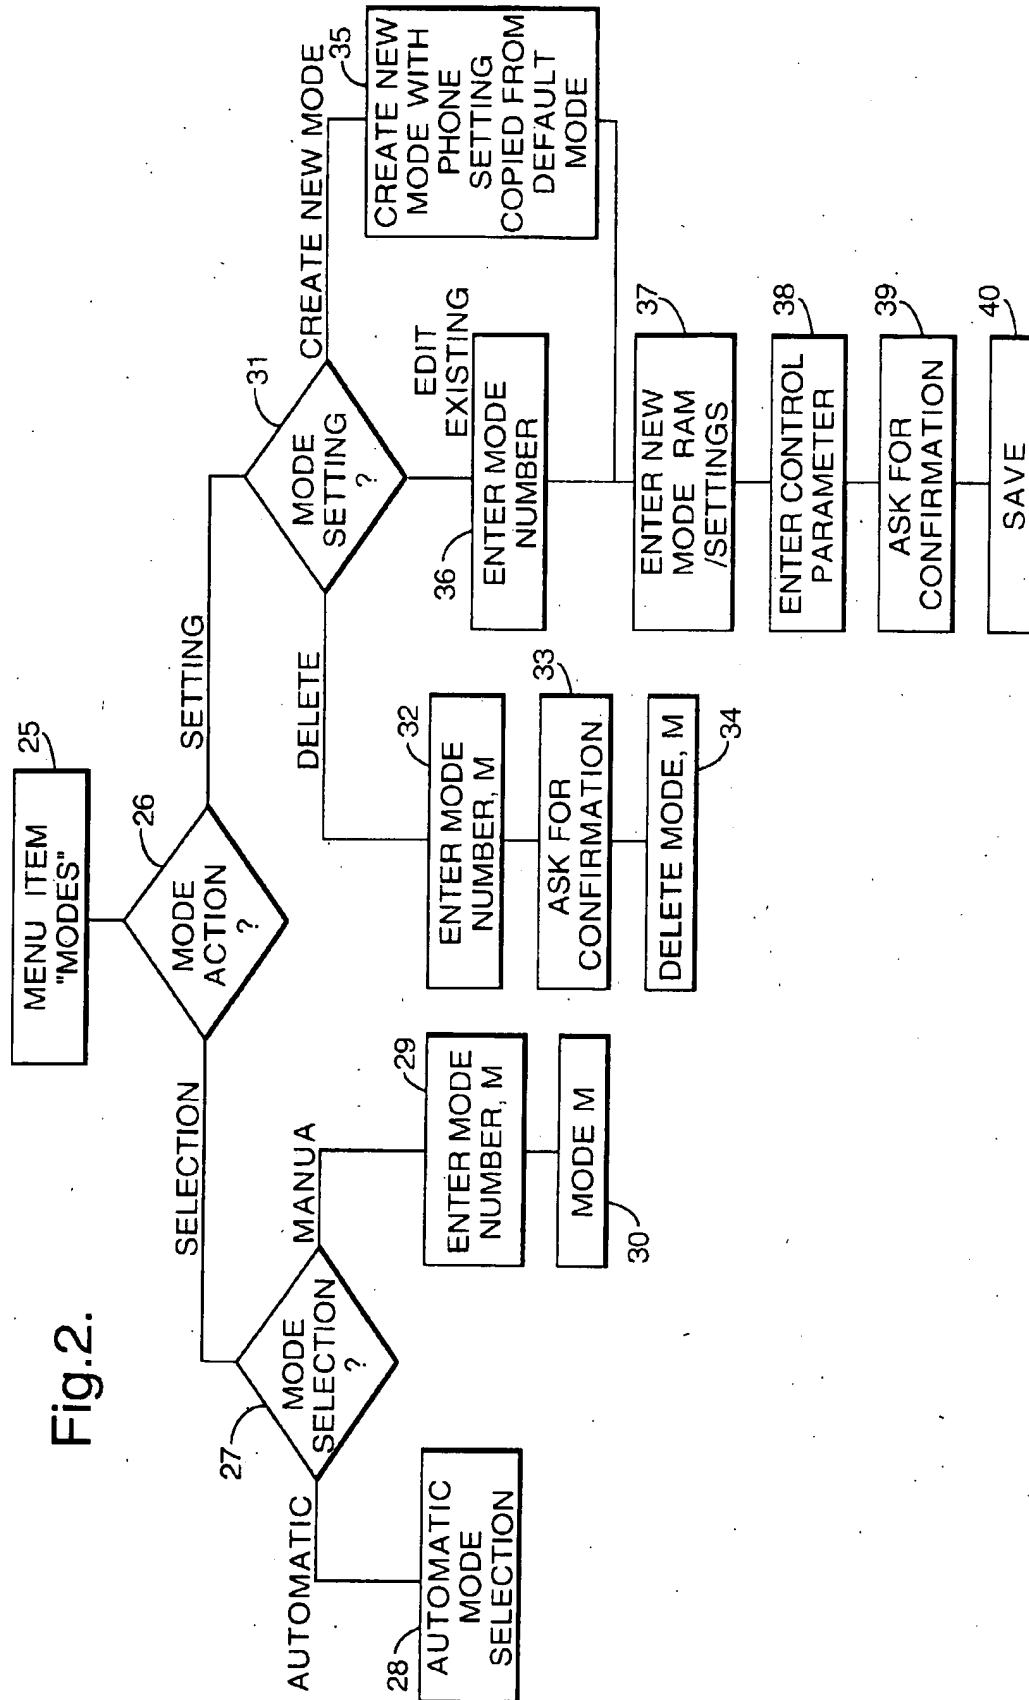 Fig.2.
MENU ITEM
"MODES"
25
MODE
ACTION
?
26
SELECTION
SETTING
MODE
SELECTION
?
27
AUTOMATIC
MANUA
AUTOMATIC
MODE
SELECTION
28
ENTER MODE
NUMBER, M
29
MODE M
30
MODE
SETTING
?
31
DELETE
EDIT
EXISTING
CREATE NEW MODE
ENTER MODE
NUMBER, M
32
ASK FOR
CONFIRMATION
33
DELETE MODE, M
34
CREATE NEW
MODE WITH
PHONE
SETTING
COPIED FROM
DEFAULT
MODE
35
ENTER MODE
NUMBER
36
ENTER NEW
MODE RAM
/SETTINGS
37
ENTER CONTROL
PARAMETER
38
ASK FOR
CONFIRMATION
39
SAVE
40